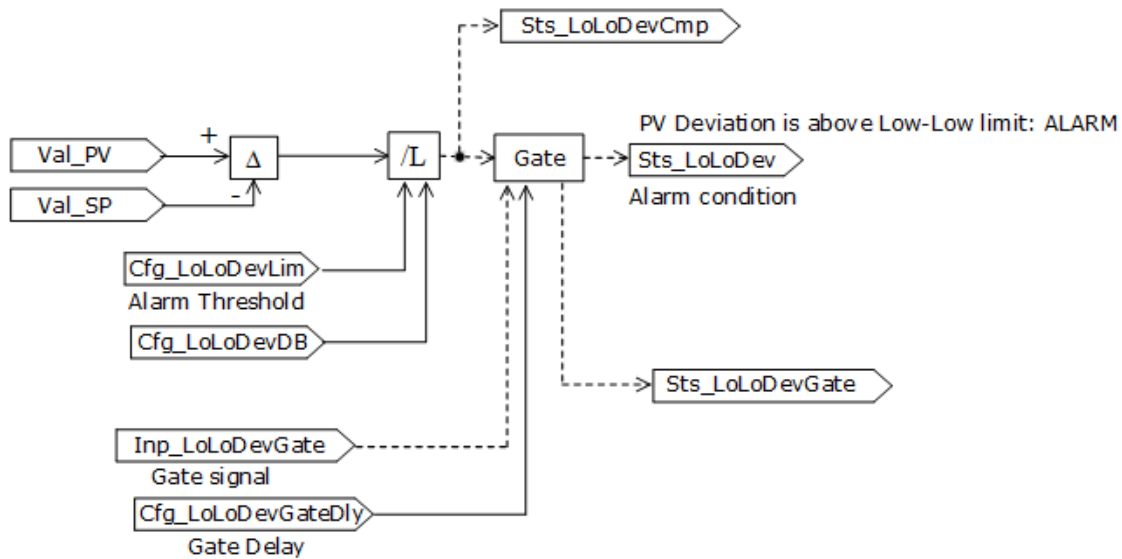 Sts_LoLoDevCmp
PV Deviation is above Low-Low limit: ALARM
+
Val_PV
Δ
/L
Gate
Sts_LoLoDev
-
Val_SP
Alarm condition
Cfg_LoLoDevLim
Alarm Threshold
Cfg_LoLoDevDB
Sts_LoLoDevGate
Inp_LoLoDevGate
Gate signal
Cfg_LoLoDevGateDly
Gate Delay